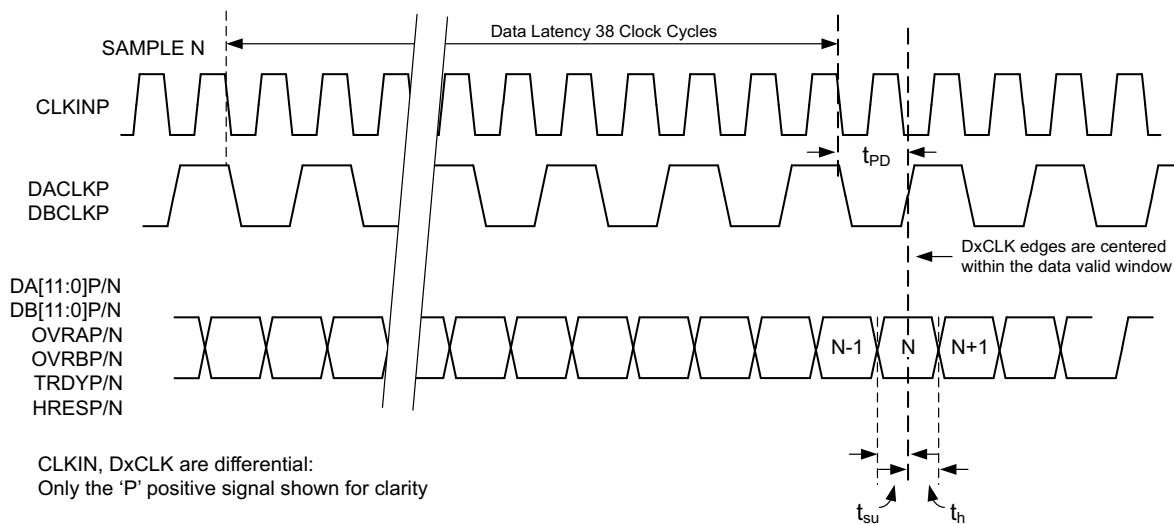 Data Latency 38 Clock Cycles
SAMPLE N
CLKINP
tPD
DACLKP
DBCLKP
DxCLK edges are centered
within the data valid window
DA[11:0]P/N
DB[11:0]P/N
OVRAP/N
OVRBP/N
TRDYP/N
HRESP/N
N-1
N
N+1
CLKIN, DxCLK are differential:
Only the ‘P’ positive signal shown for clarity
tsu
th